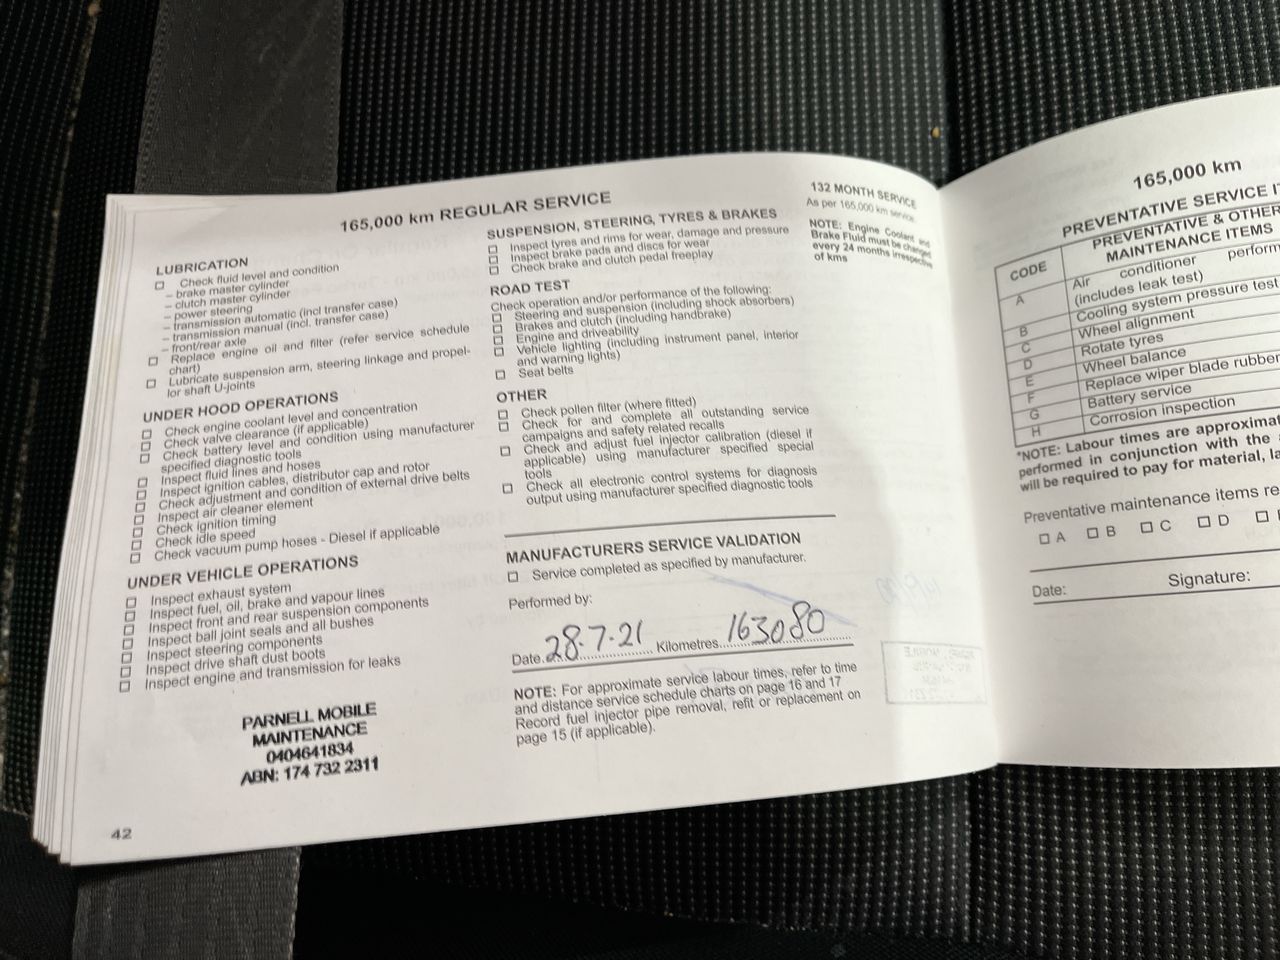 165,000 km REGULAR SERVICE
LUBRICATION
Check fluid level and condition
– brake master cylinder
– clutch master cylinder
– power steering
– transmission automatic (incl transfer case)
– transmission manual (incl. transfer case)
– front/rear axle
Replace engine oil and filter (refer service schedule
chart)
Lubricate suspension arm, steering linkage and propel-
lor shaft U-joints
UNDER HOOD OPERATIONS
Check engine coolant level and concentration
Check valve clearance (if applicable)
Check battery level and condition using manufacturer
specified diagnostic tools
Inspect fluid lines and hoses
Inspect ignition cables, distributor cap and rotor
Check adjustment and condition of external drive belts
Inspect air cleaner element
Check ignition timing
Check idle speed
Check vacuum pump hoses - Diesel if applicable
UNDER VEHICLE OPERATIONS
Inspect exhaust system
Inspect fuel, oil, brake and vapour lines
Inspect front and rear suspension components
Inspect ball joint seals and all bushes
Inspect steering components
Inspect drive shaft dust boots
Inspect engine and transmission for leaks
PARNELL MOBILE
MAINTENANCE
0404641834
ABN: 174 732 2311
42
SUSPENSION, STEERING, TYRES & BRAKES
Inspect tyres and rims for wear, damage and pressure
Inspect brake pads and discs for wear
Check brake and clutch pedal freeplay
ROAD TEST
Check operation and/or performance of the following:
Steering and suspension (including shock absorbers)
Brakes and clutch (including handbrake)
Engine and driveability
Vehicle lighting (including instrument panel, interior
and warning lights)
Seat belts
OTHER
Check pollen filter (where fitted)
Check for and complete all outstanding service
campaigns and safety related recalls
Check and adjust fuel injector calibration (diesel if
applicable) using manufacturer specified special
tools
Check all electronic control systems for diagnosis
output using manufacturer specified diagnostic tools
MANUFACTURERS SERVICE VALIDATION
Service completed as specified by manufacturer.
Performed by:
Date 28.7.21 Kilometres 163080
NOTE: For approximate service labour times, refer to time
and distance service schedule charts on page 16 and 17
Record fuel injector pipe removal, refit or replacement on
page 15 (if applicable).
132 MONTH SERVICE
As per 165,000 km service.
NOTE: Engine Coolant and
Brake Fluid must be changed
every 24 months irrespective
of kms
165,000 km
PREVENTATIVE SERVICE
CODE
PREVENTATIVE & OTHER
MAINTENANCE ITEMS
A Air conditioner
(includes leak test)
B Cooling system pressure test
C Wheel alignment
D Rotate tyres
E Wheel balance
F Replace wiper blade rubber
G Battery service
H Corrosion inspection
*NOTE: Labour times are
performed in conjunction with the
will be required to pay for material,
Preventative maintenance items
A B C D
Date: Signature: